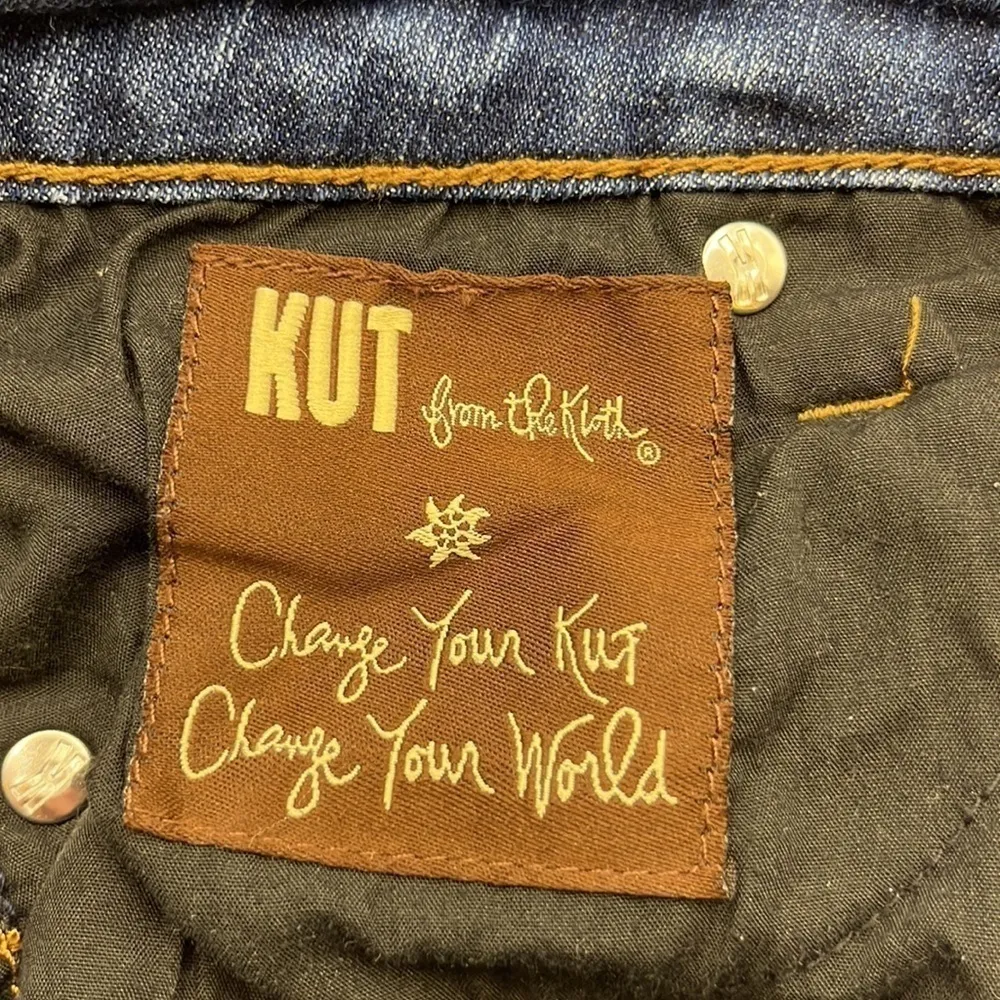 KUT from the Kloth®
Change Your Kut
Change Your World